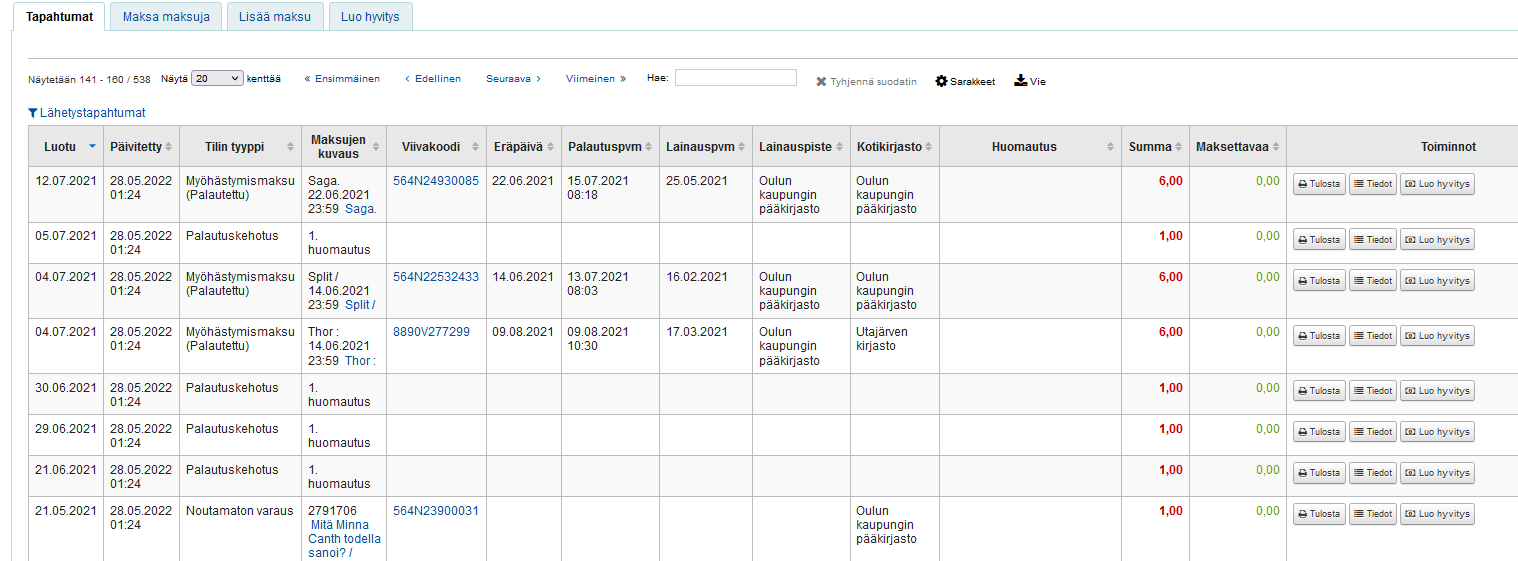 Tapahtumat Maksa maksuja Lisää maksu Luo hyvitys
Näytetään 141 - 160 / 538 Näytä 20 kenttää « Ensimmäinen ‹ Edellinen Seuraava › Viimeinen » Hae: Tyhjennä suodatin Sarakkeet Vie
Lähetystapahtumat
Luotu Päivitetty Tilin tyyppi Maksujen kuvaus Viivakoodi Eräpäivä Palautuspvm Lainauspvm Lainauspiste Kotikirjasto Huomautus Summa Maksettavaa Toiminnot
12.07.2021 28.05.2022 Myöhästymismaksu Saga. 564N24930085 22.06.2021 15.07.2021 25.05.2021 Oulun Oulun 6,00 0,00 Tulosta Tiedot Luo hyvitys
01:24 (Palautettu) 22.06.2021 08:18 kaupungin kaupungin
23:59 Saga. pääkirjasto pääkirjasto
05.07.2021 28.05.2022 Palautuskehotus 1. 1,00 0,00 Tulosta Tiedot Luo hyvitys
01:24 huomautus
04.07.2021 28.05.2022 Myöhästymismaksu Split / 564N22532433 14.06.2021 13.07.2021 16.02.2021 Oulun Oulun 6,00 0,00 Tulosta Tiedot Luo hyvitys
01:24 (Palautettu) 14.06.2021 08:03 kaupungin kaupungin
23:59 Split / pääkirjasto pääkirjasto
04.07.2021 28.05.2022 Myöhästymismaksu Thor : 8890V277299 09.08.2021 09.08.2021 17.03.2021 Oulun Utajärven 6,00 0,00 Tulosta Tiedot Luo hyvitys
01:24 (Palautettu) 14.06.2021 10:30 kaupungin kirjasto
23:59 Thor : pääkirjasto
30.06.2021 28.05.2022 Palautuskehotus 1. 1,00 0,00 Tulosta Tiedot Luo hyvitys
01:24 huomautus
29.06.2021 28.05.2022 Palautuskehotus 1. 1,00 0,00 Tulosta Tiedot Luo hyvitys
01:24 huomautus
21.06.2021 28.05.2022 Palautuskehotus 1. 1,00 0,00 Tulosta Tiedot Luo hyvitys
01:24 huomautus
21.05.2021 28.05.2022 Noutamaton varaus 2791706 564N23900031 Oulun 1,00 0,00 Tulosta Tiedot Luo hyvitys
01:24 Mitä Minna kaupungin
Canth todella pääkirjasto
sanoi? /